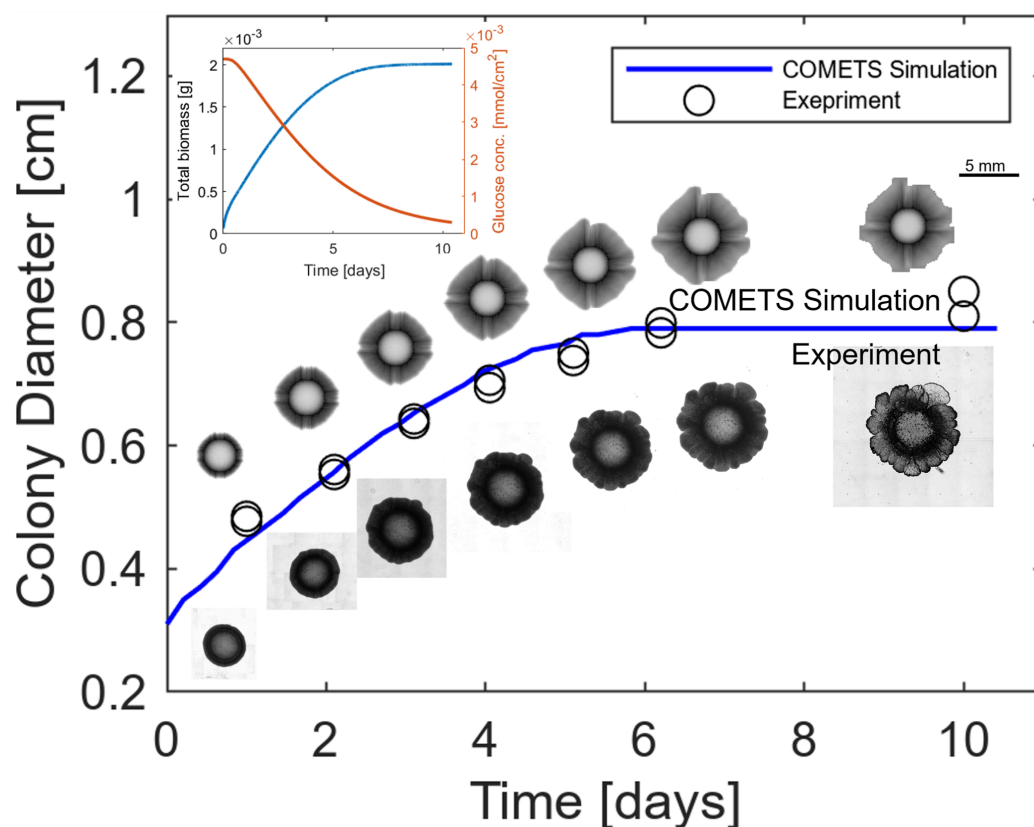 1.2
1
0.8
0.6
0.4
0.2
Colony Diameter [cm]
0 2 4 6 8 10
Time [days]
COMETS Simulation
Exepriment
5 mm
COMETS Simulation
Experiment
×10⁻³
2
1.5
1
0.5
0
Total biomass [g]
×10⁻³
5
4
3
2
1
0
Glucose conc. [mmol/cm²]
0 5 10
Time [days]